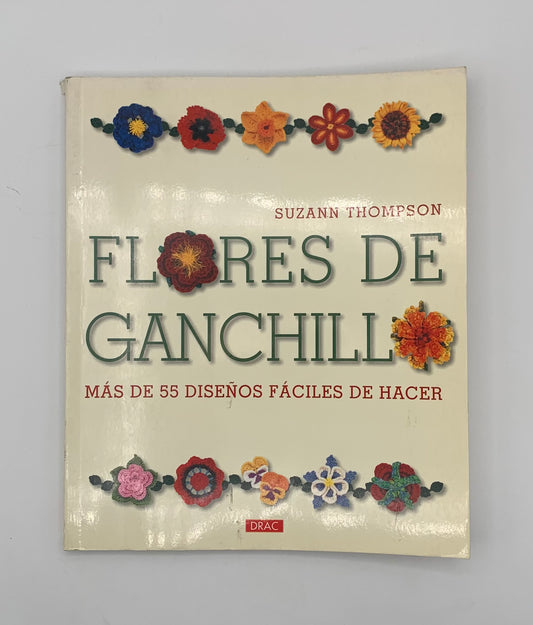 SUZANN THOMPSON
FLORES DE
GANCHILLO
MÁS DE 55 DISEÑOS FÁCILES DE HACER
DRAC